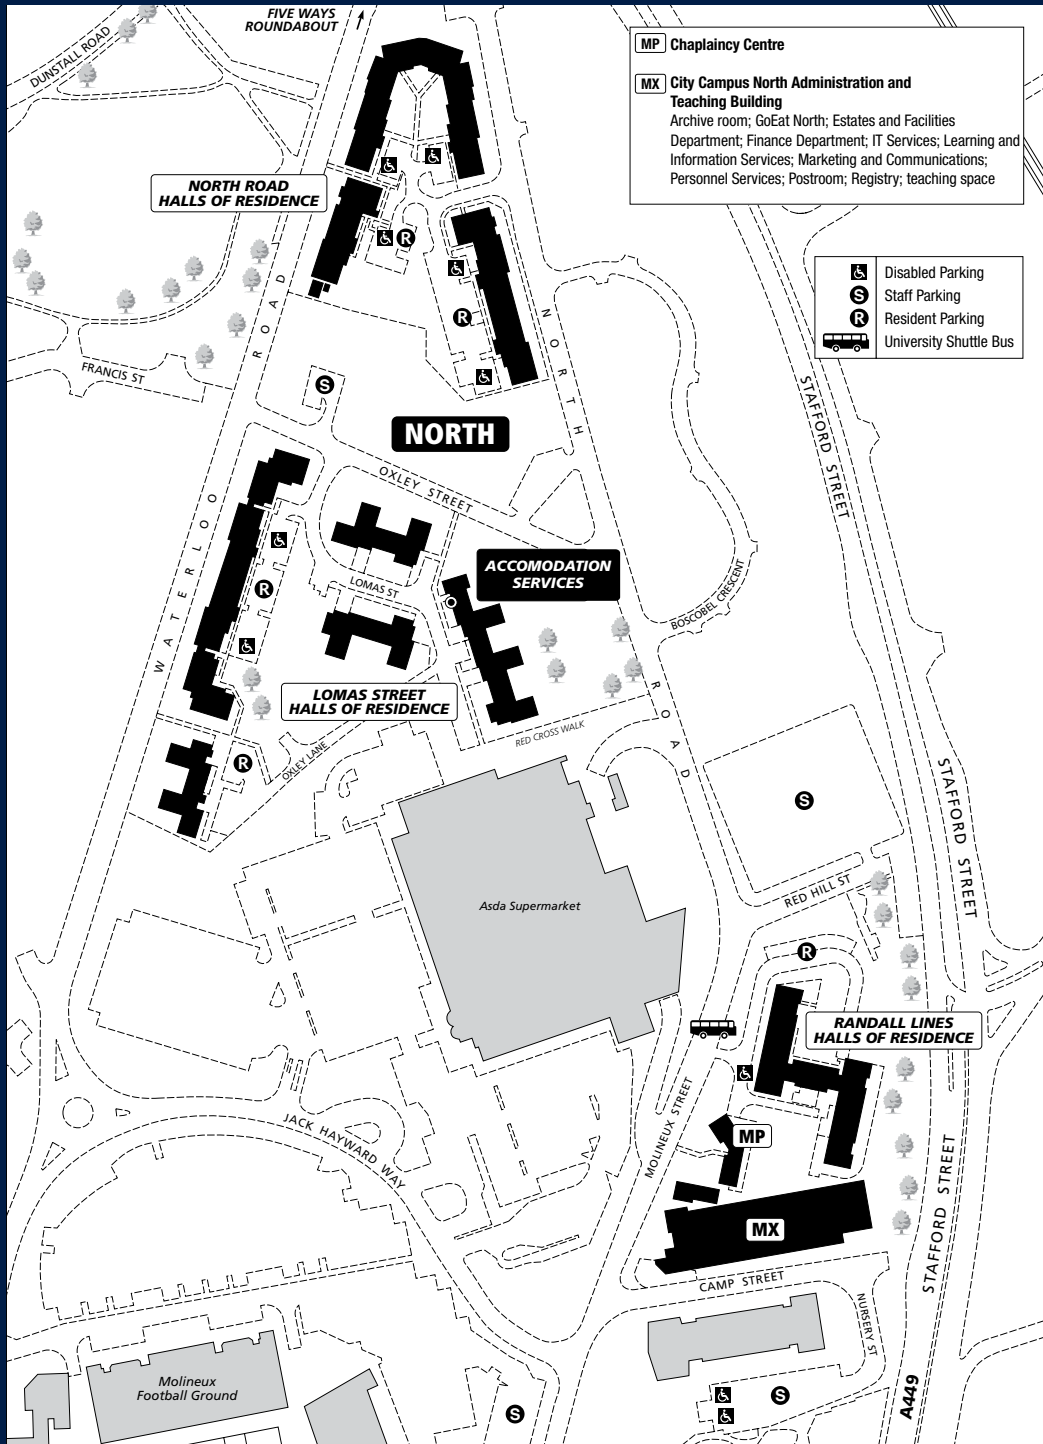 FIVE WAYS
ROUNDABOUT
DUNSTALL ROAD
MP Chaplaincy Centre
MX City Campus North Administration and
Teaching Building
Archive room; GoEat North; Estates and Facilities
Department; Finance Department; IT Services; Learning and
Information Services; Marketing and Communications;
Personnel Services; Postroom; Registry; teaching space
NORTH ROAD
HALLS OF RESIDENCE
R
R
Disabled Parking
S Staff Parking
R Resident Parking
University Shuttle Bus
FRANCIS ST
S
NORTH
STAFFORD STREET
OXLEY STREET
WATERLOO ROAD
NORTH ROAD
ACCOMODATION
SERVICES
LOMAS ST
R
BOSCOBEL CRESCENT
LOMAS STREET
HALLS OF RESIDENCE
RED CROSS WALK
OXLEY LANE
R
S
STAFFORD STREET
RED HILL ST
Asda Supermarket
R
RANDALL LINES
HALLS OF RESIDENCE
MOLINEUX STREET
JACK HAYWARD WAY
MP
MX
STAFFORD STREET
CAMP STREET
NURSERY ST
Molineux
Football Ground
S
S
A449